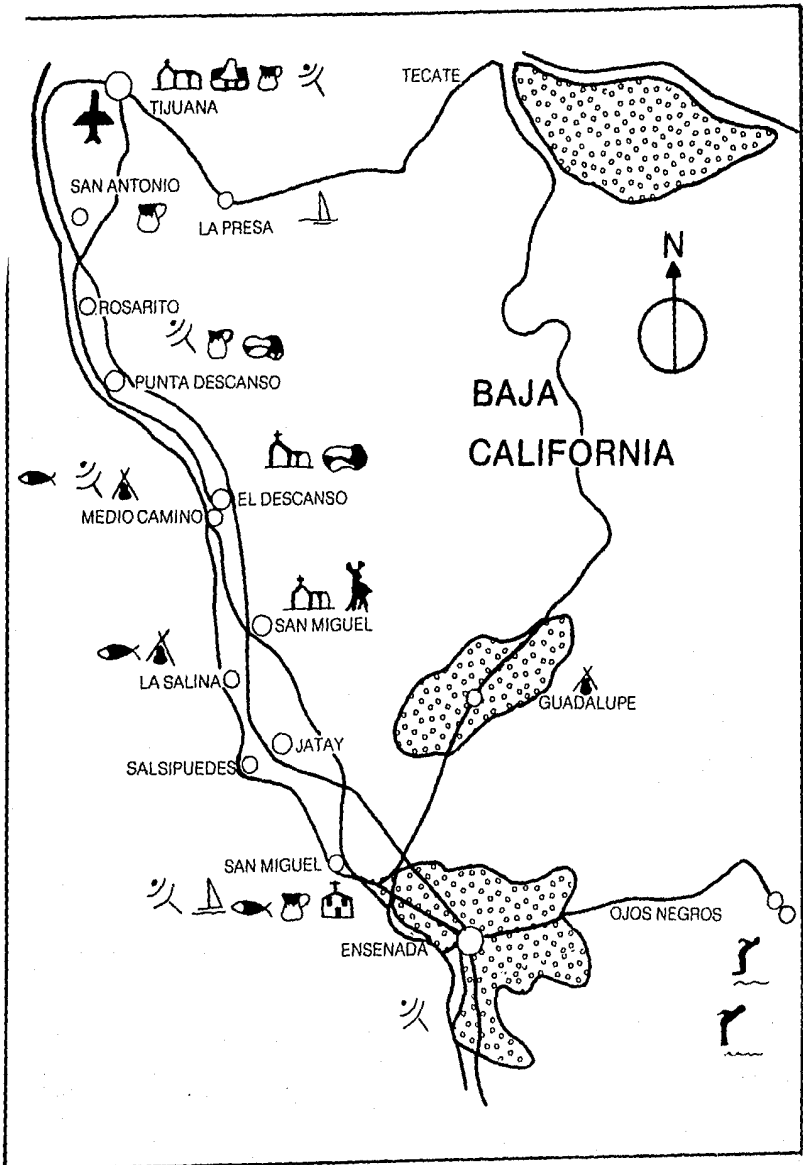 TECATE
TIJUANA
SAN ANTONIO
LA PRESA
N
ROSARITO
BAJA
CALIFORNIA
PUNTA DESCANSO
EL DESCANSO
MEDIO CAMINO
SAN MIGUEL
LA SALINA
GUADALUPE
JATAY
SALSIPUEDES
SAN MIGUEL
OJOS NEGROS
ENSENADA